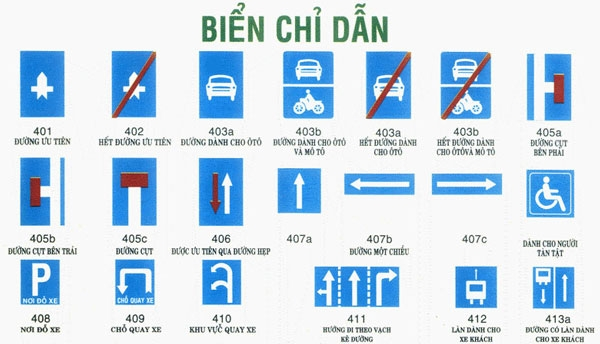 BIỂN CHỈ DẪN
401 402 403a 403b 403a 403b 405a
ĐƯỜNG ƯU TIÊN HẾT ĐƯỜNG ƯU TIÊN ĐƯỜNG DÀNH CHO ÔTÔ ĐƯỜNG DÀNH CHO ÔTÔ HẾT ĐƯỜNG DÀNH HẾT ĐƯỜNG DÀNH ĐƯỜNG CỤT
VÀ MÔ TÔ CHO ÔTÔ CHO ÔTÔVÀ MÔ TÔ BÊN PHẢI
405b 405c 406 407a 407b 407c
ĐƯỜNG CỤT BÊN TRÁI ĐƯỜNG CỤT ĐƯỢC ƯU TIÊN QUA ĐƯỜNG HẸP ĐƯỜNG MỘT CHIỀU DÀNH CHO NGƯỜI
TÀN TẬT
P
NƠI ĐỖ XE CHỖ QUAY XE
408 409 410 411 412 413a
NƠI ĐỖ XE CHỖ QUAY XE KHU VỰC QUAY XE HƯỚNG ĐI THEO VẠCH LÀN DÀNH CHO ĐƯỜNG CÓ LÀN DÀNH
KẺ ĐƯỜNG XE KHÁCH CHO XE KHÁCH